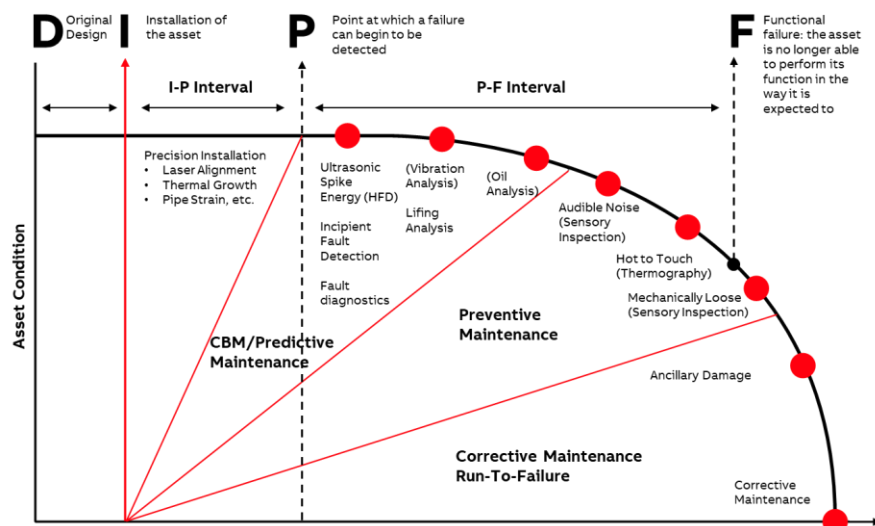 D
Original
Design
I
Installation of
the asset
P
Point at which a failure
can begin to be
detected
F
Functional
failure: the asset
is no longer able
to perform its
function in the
way it is
expected to
I-P Interval
P-F Interval
Precision Installation
• Laser Alignment
• Thermal Growth
• Pipe Strain, etc.
Ultrasonic
Spike
Energy (HFD)
Incipient
Fault
Detection
Fault
diagnostics
(Vibration
Analysis)
Lifing
Analysis
(Oil
Analysis)
Audible Noise
(Sensory
Inspection)
Hot to Touch
(Thermography)
Mechanically Loose
(Sensory Inspection)
Asset Condition
CBM/Predictive
Maintenance
Preventive
Maintenance
Ancillary Damage
Corrective Maintenance
Run-To-Failure
Corrective
Maintenance